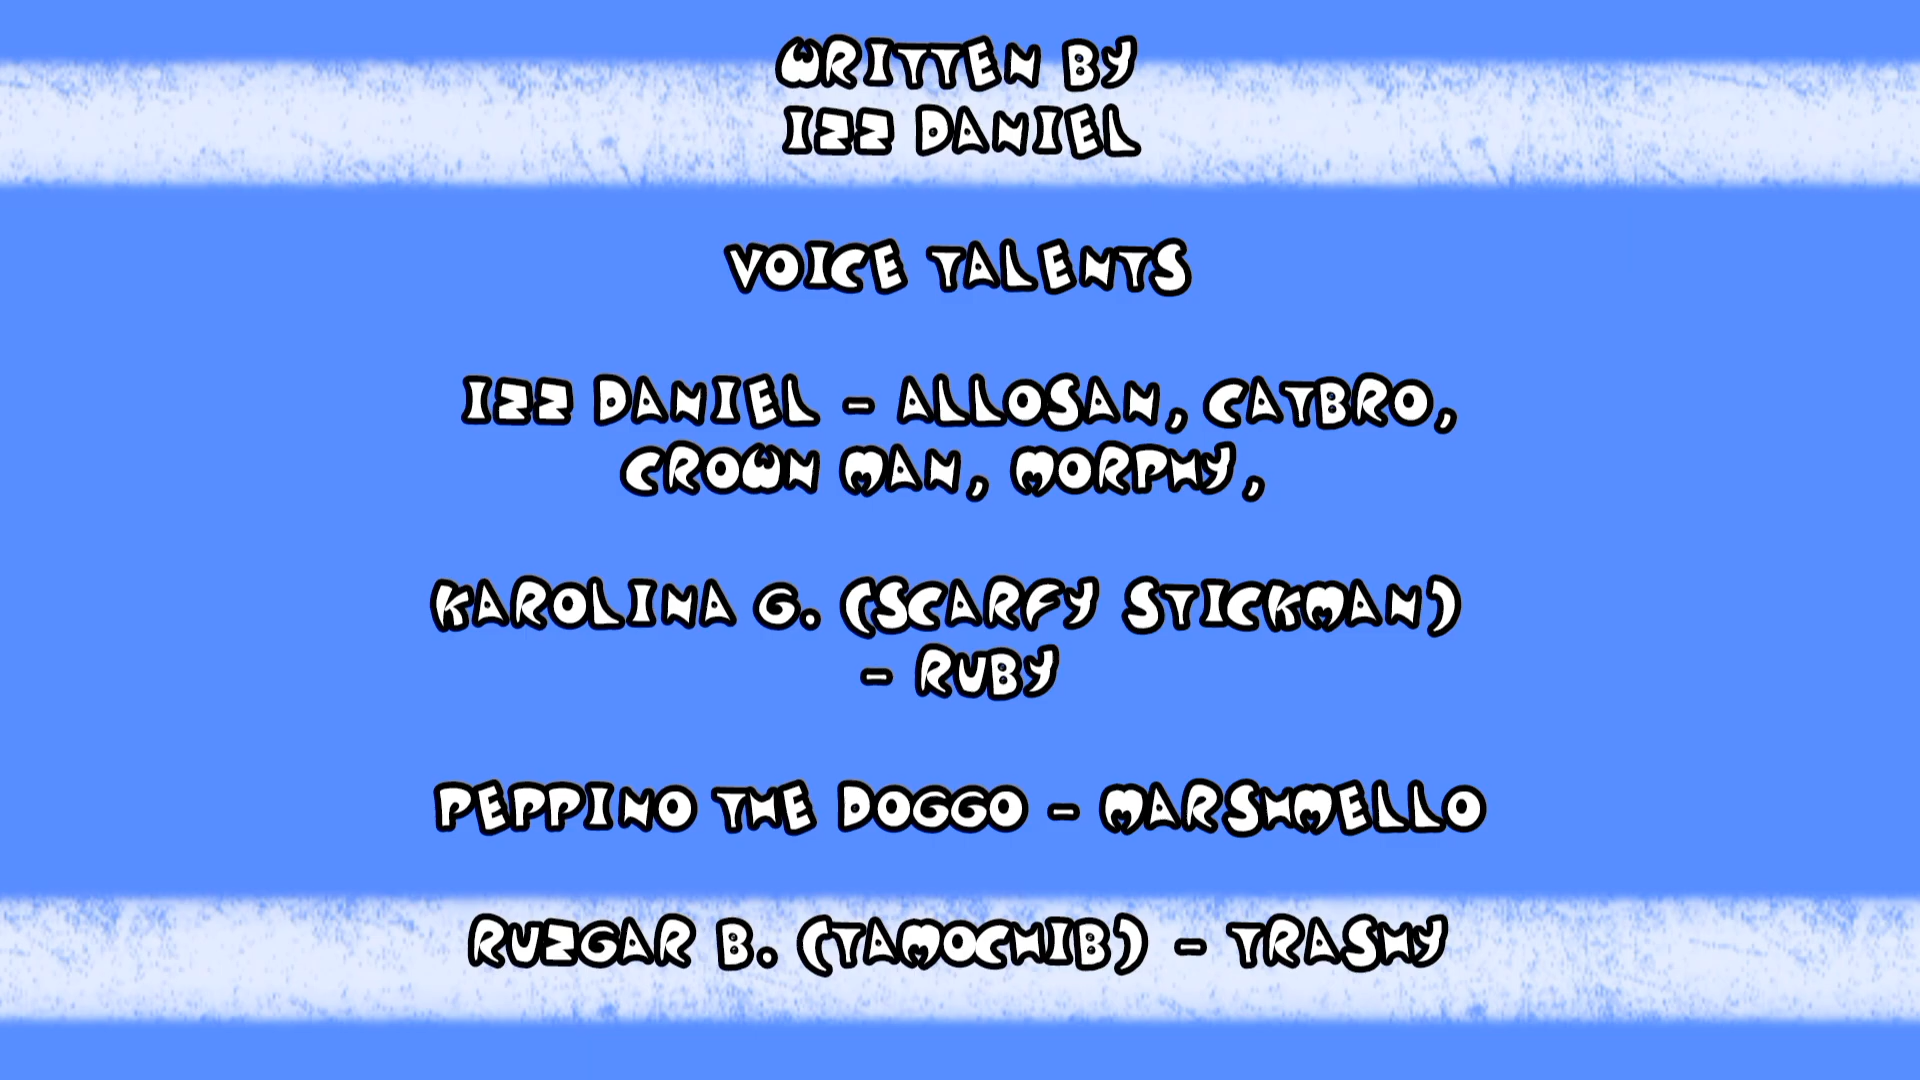 WRITTEN BY
IZZ DANIEL
VOICE TALENTS
IZZ DANIEL - ALLOSAN, CATBRO,
CROWN MAN, MORPHY,
KAROLINA G. (SCARFY STICKMAN)
- RUBY
PEPPINO THE DOGGO - MARSHMELLO
RUZGAR B. (TAMOCHIB) - TRASHY